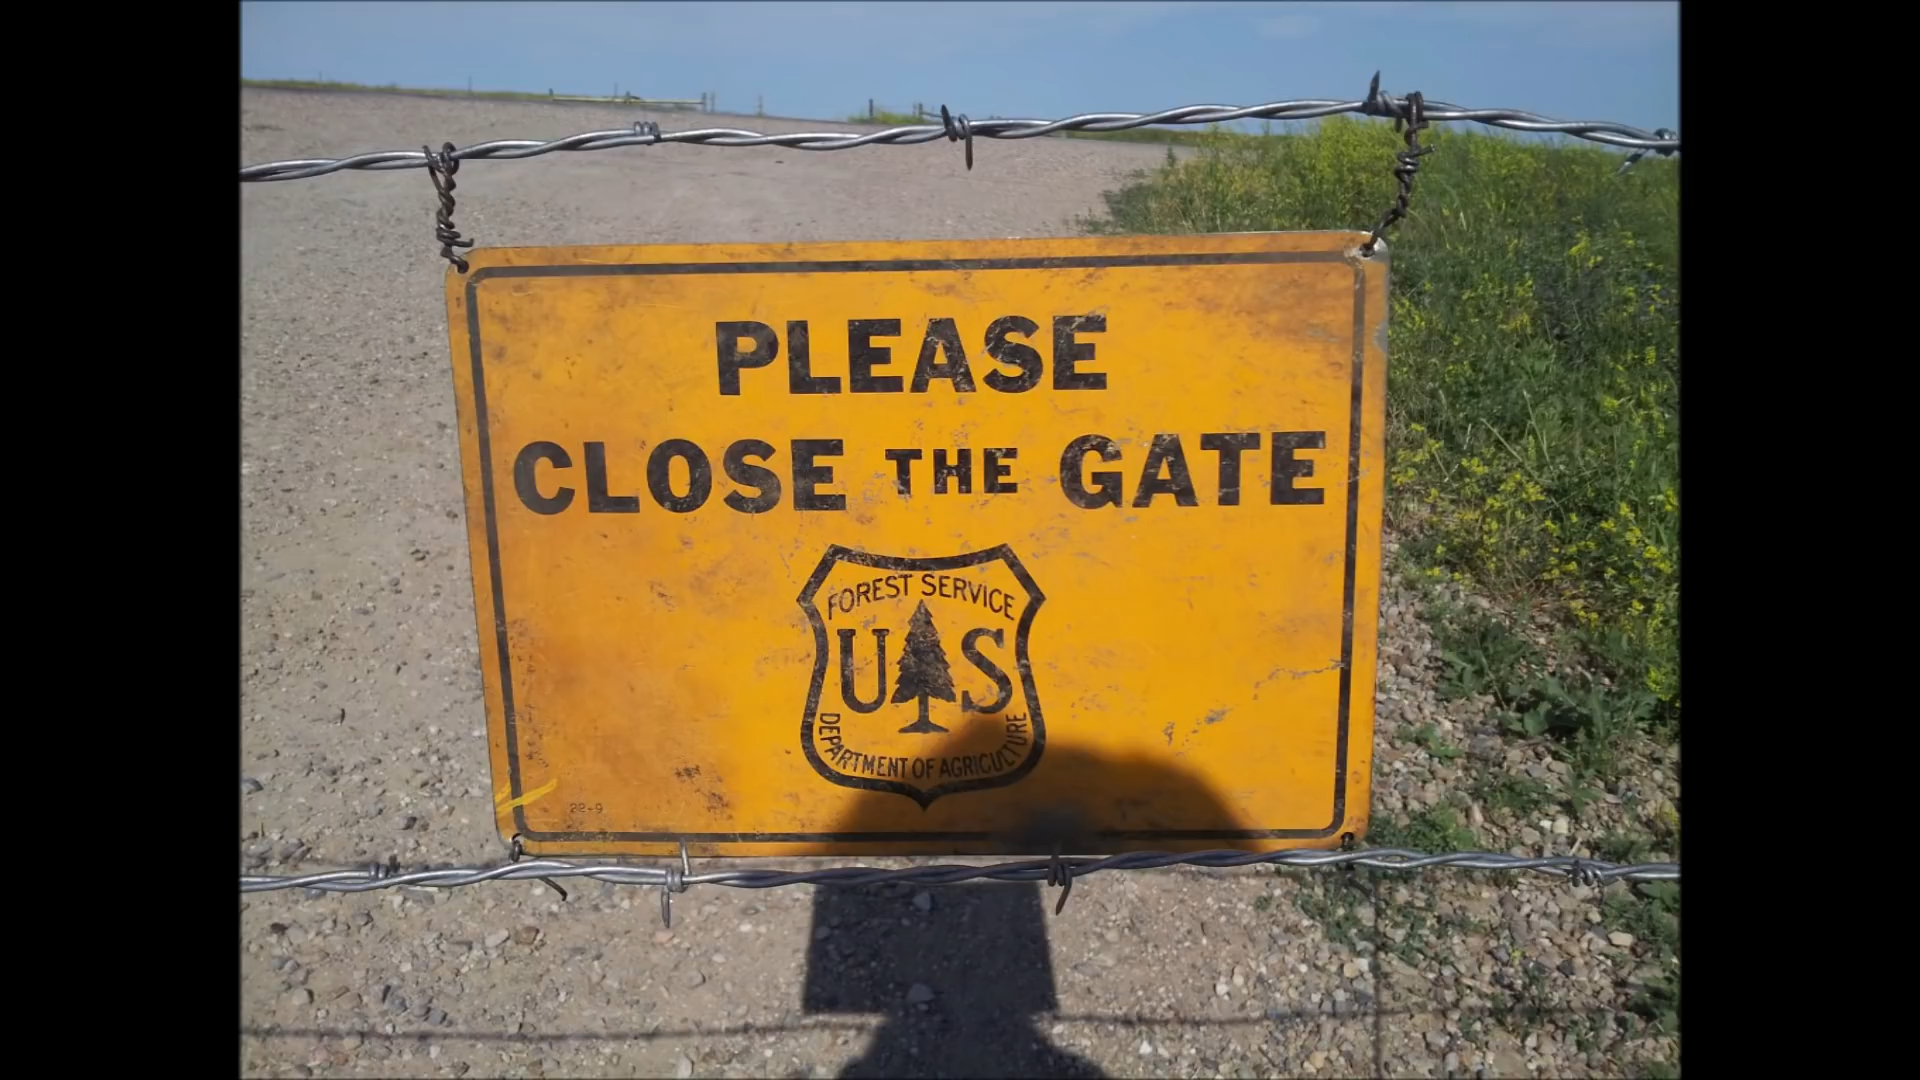 PLEASE
CLOSE THE GATE
FOREST SERVICE
U S
DEPARTMENT OF AGRICULTURE
22-9